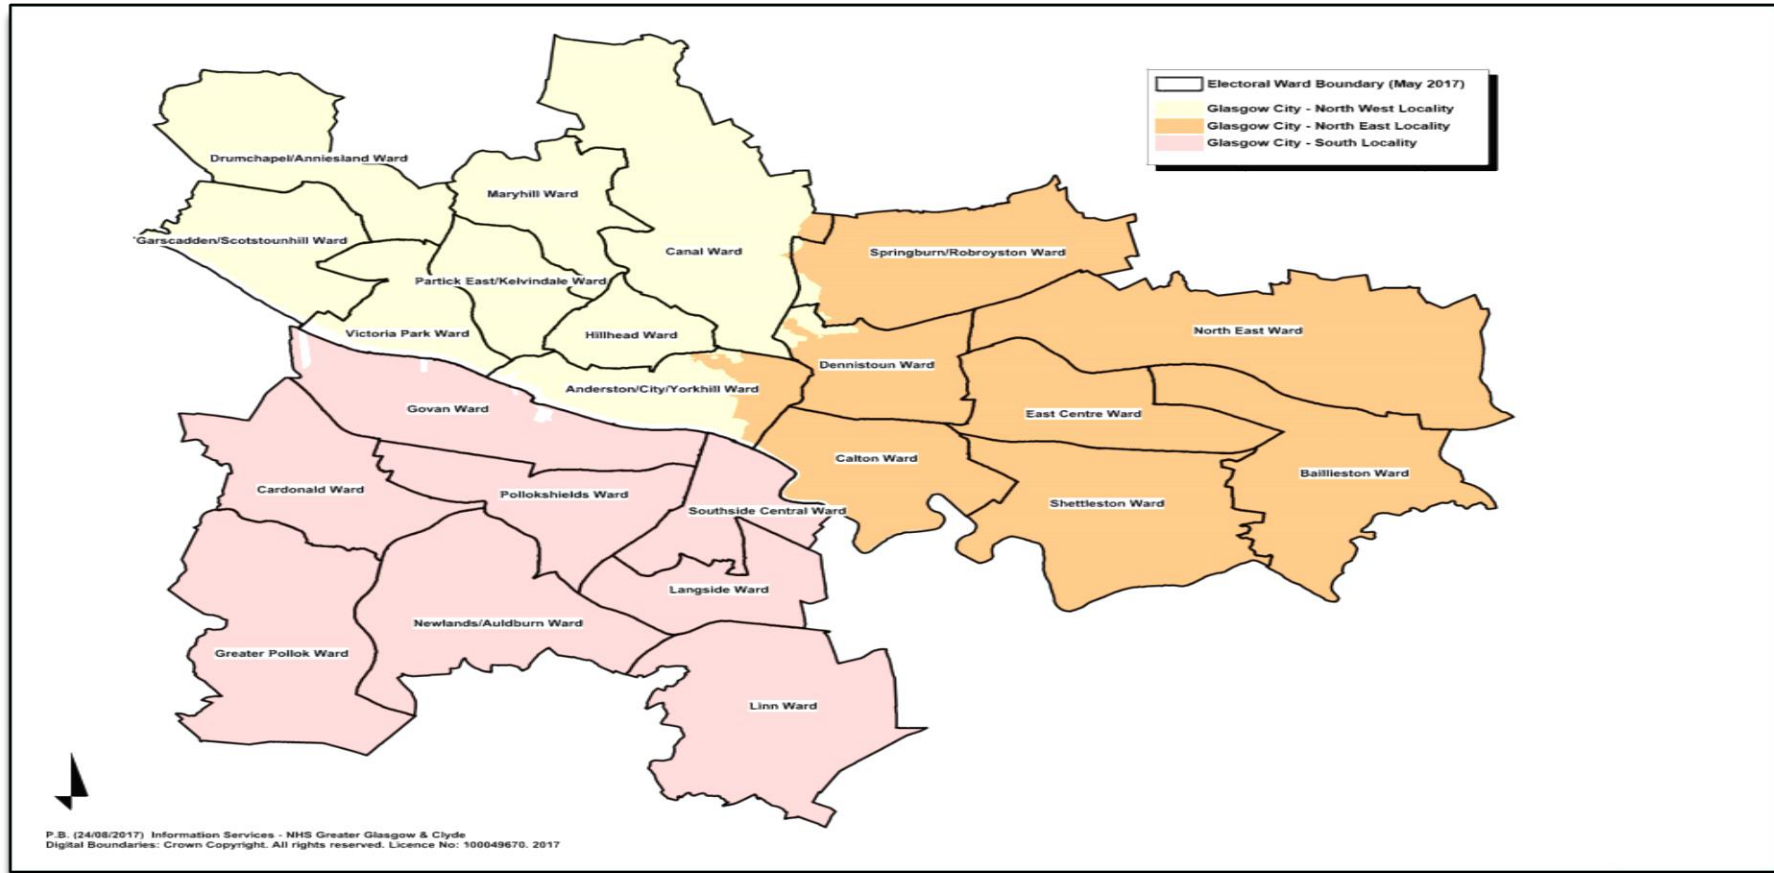 Electoral Ward Boundary (May 2017)
Glasgow City - North West Locality
Glasgow City - North East Locality
Glasgow City - South Locality
Drumchapel/Anniesland Ward
Maryhill Ward
Garscadden/Scotstounhill Ward
Canal Ward
Springburn/Robroyston Ward
Partick East/Kelvindale Ward
Victoria Park Ward
Hillhead Ward
North East Ward
Dennistoun Ward
Anderston/City/Yorkhill Ward
Govan Ward
East Centre Ward
Calton Ward
Baillieston Ward
Cardonald Ward
Pollokshields Ward
Shettleston Ward
Southside Central Ward
Langside Ward
Newlands/Auldburn Ward
Greater Pollok Ward
Linn Ward
P.B. (24/08/2017) Information Services - NHS Greater Glasgow & Clyde
Digital Boundaries: Crown Copyright. All rights reserved. Licence No: 100049670. 2017